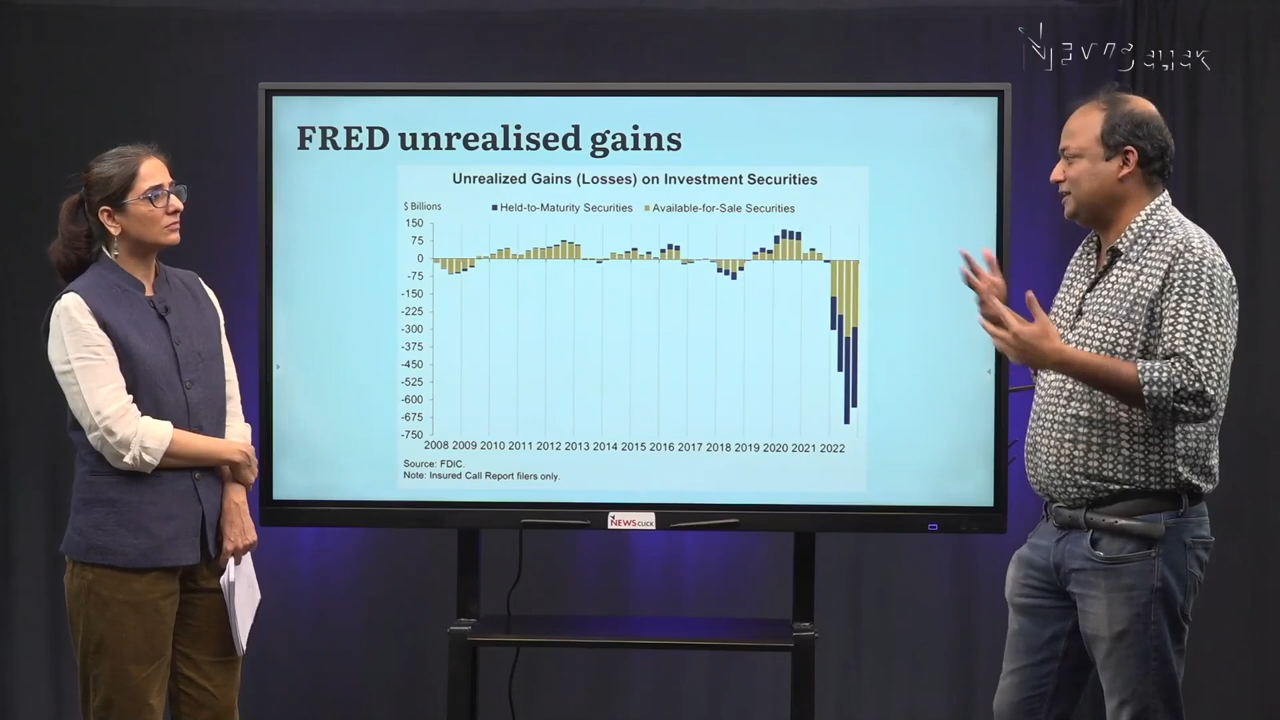 NEWSCLICK
FRED unrealised gains
Unrealized Gains (Losses) on Investment Securities
$ Billions
Held-to-Maturity Securities Available-for-Sale Securities
150
75
0
-75
-150
-225
-300
-375
-450
-525
-600
-675
-750
2008 2009 2010 2011 2012 2013 2014 2015 2016 2017 2018 2019 2020 2021 2022
Source: FDIC.
Note: Insured Call Report filers only.
NEWSCLICK